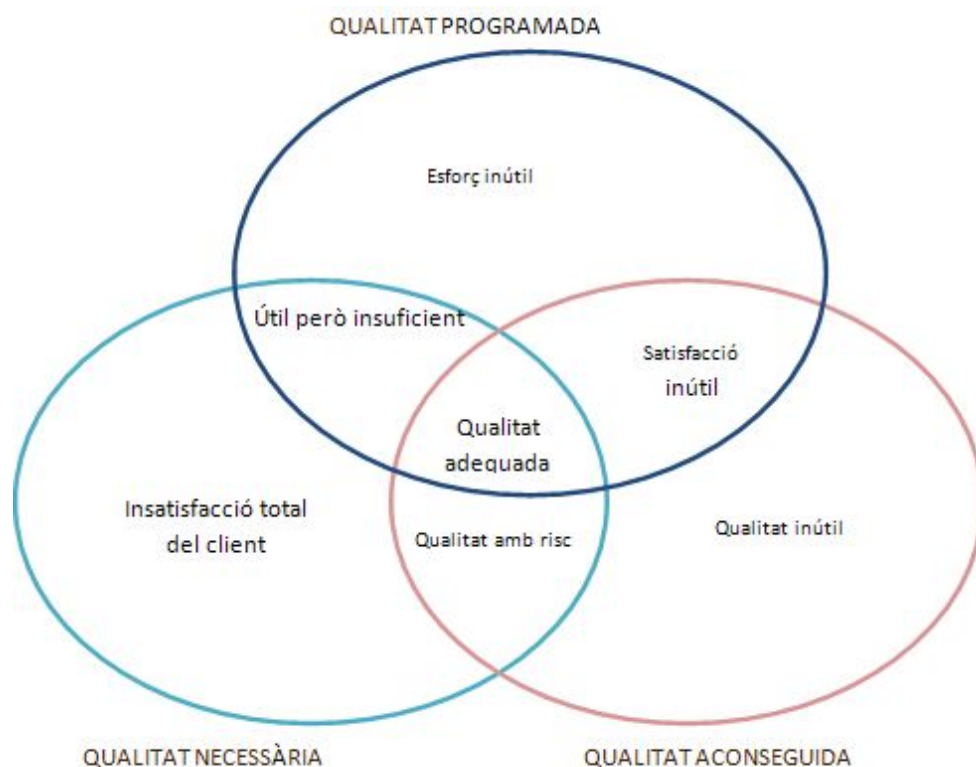 QUALITAT PROGRAMADA
Esforç inútil
Útil però insuficient
Satisfacció
inútil
Qualitat
adequada
Insatisfacció total
del client
Qualitat amb risc
Qualitat inútil
QUALITAT NECESSÀRIA
QUALITAT ACONSEGUIDA